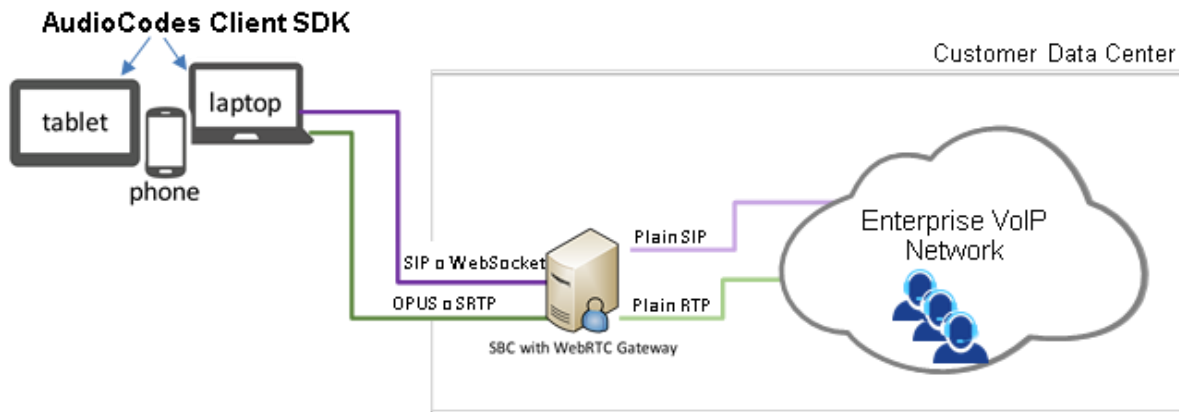 AudioCodes Client SDK
Customer Data Center
tablet
laptop
phone
Enterprise VoIP
Network
Plain SIP
SIP o WebSocket
OPUS o SRTP
Plain RTP
SBC with WebRTC Gateway